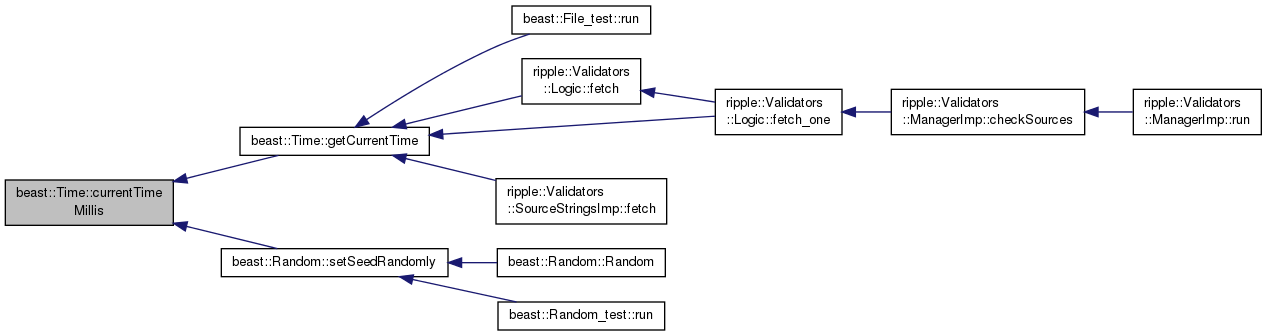 beast::File_test::run
ripple::Validators
::Logic::fetch
ripple::Validators
::Logic::fetch_one
ripple::Validators
::ManagerImp::checkSources
ripple::Validators
::ManagerImp::run
beast::Time::getCurrentTime
beast::Time::currentTime
Millis
ripple::Validators
::SourceStringsImp::fetch
beast::Random::setSeedRandomly
beast::Random::Random
beast::Random_test::run